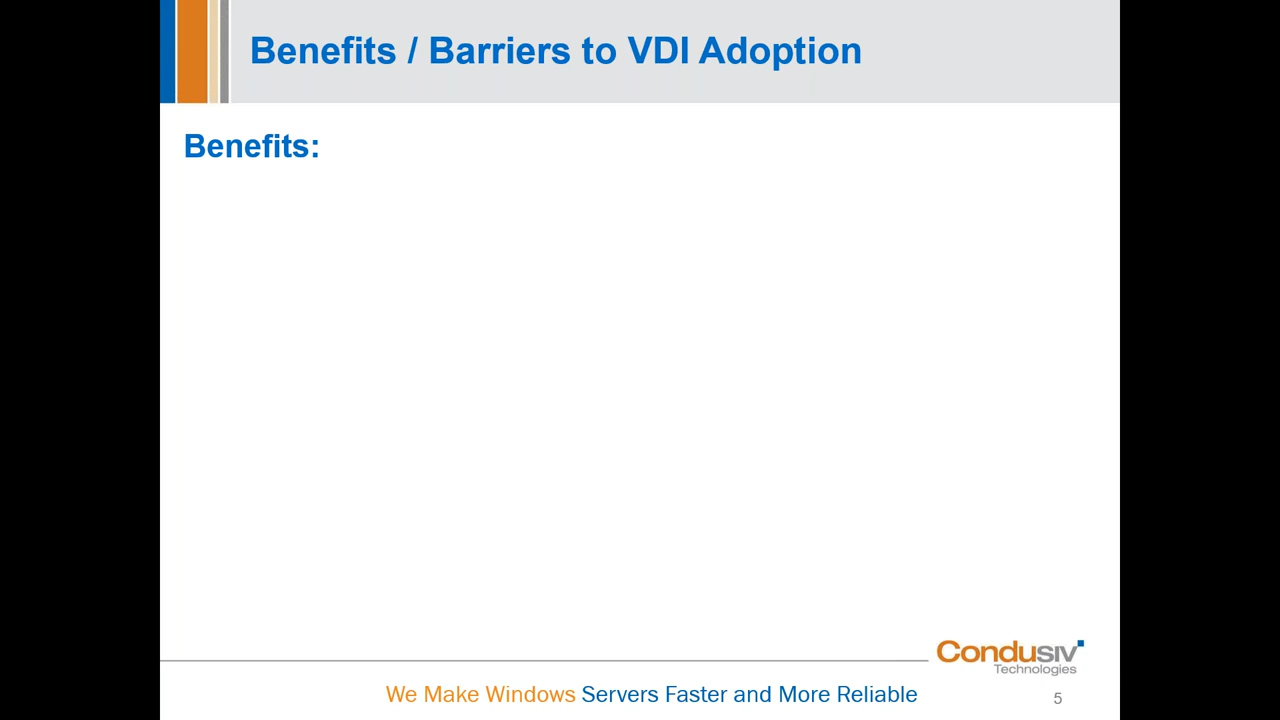 Benefits / Barriers to VDI Adoption
Benefits:
Condusiv
Technologies
We Make Windows Servers Faster and More Reliable
5